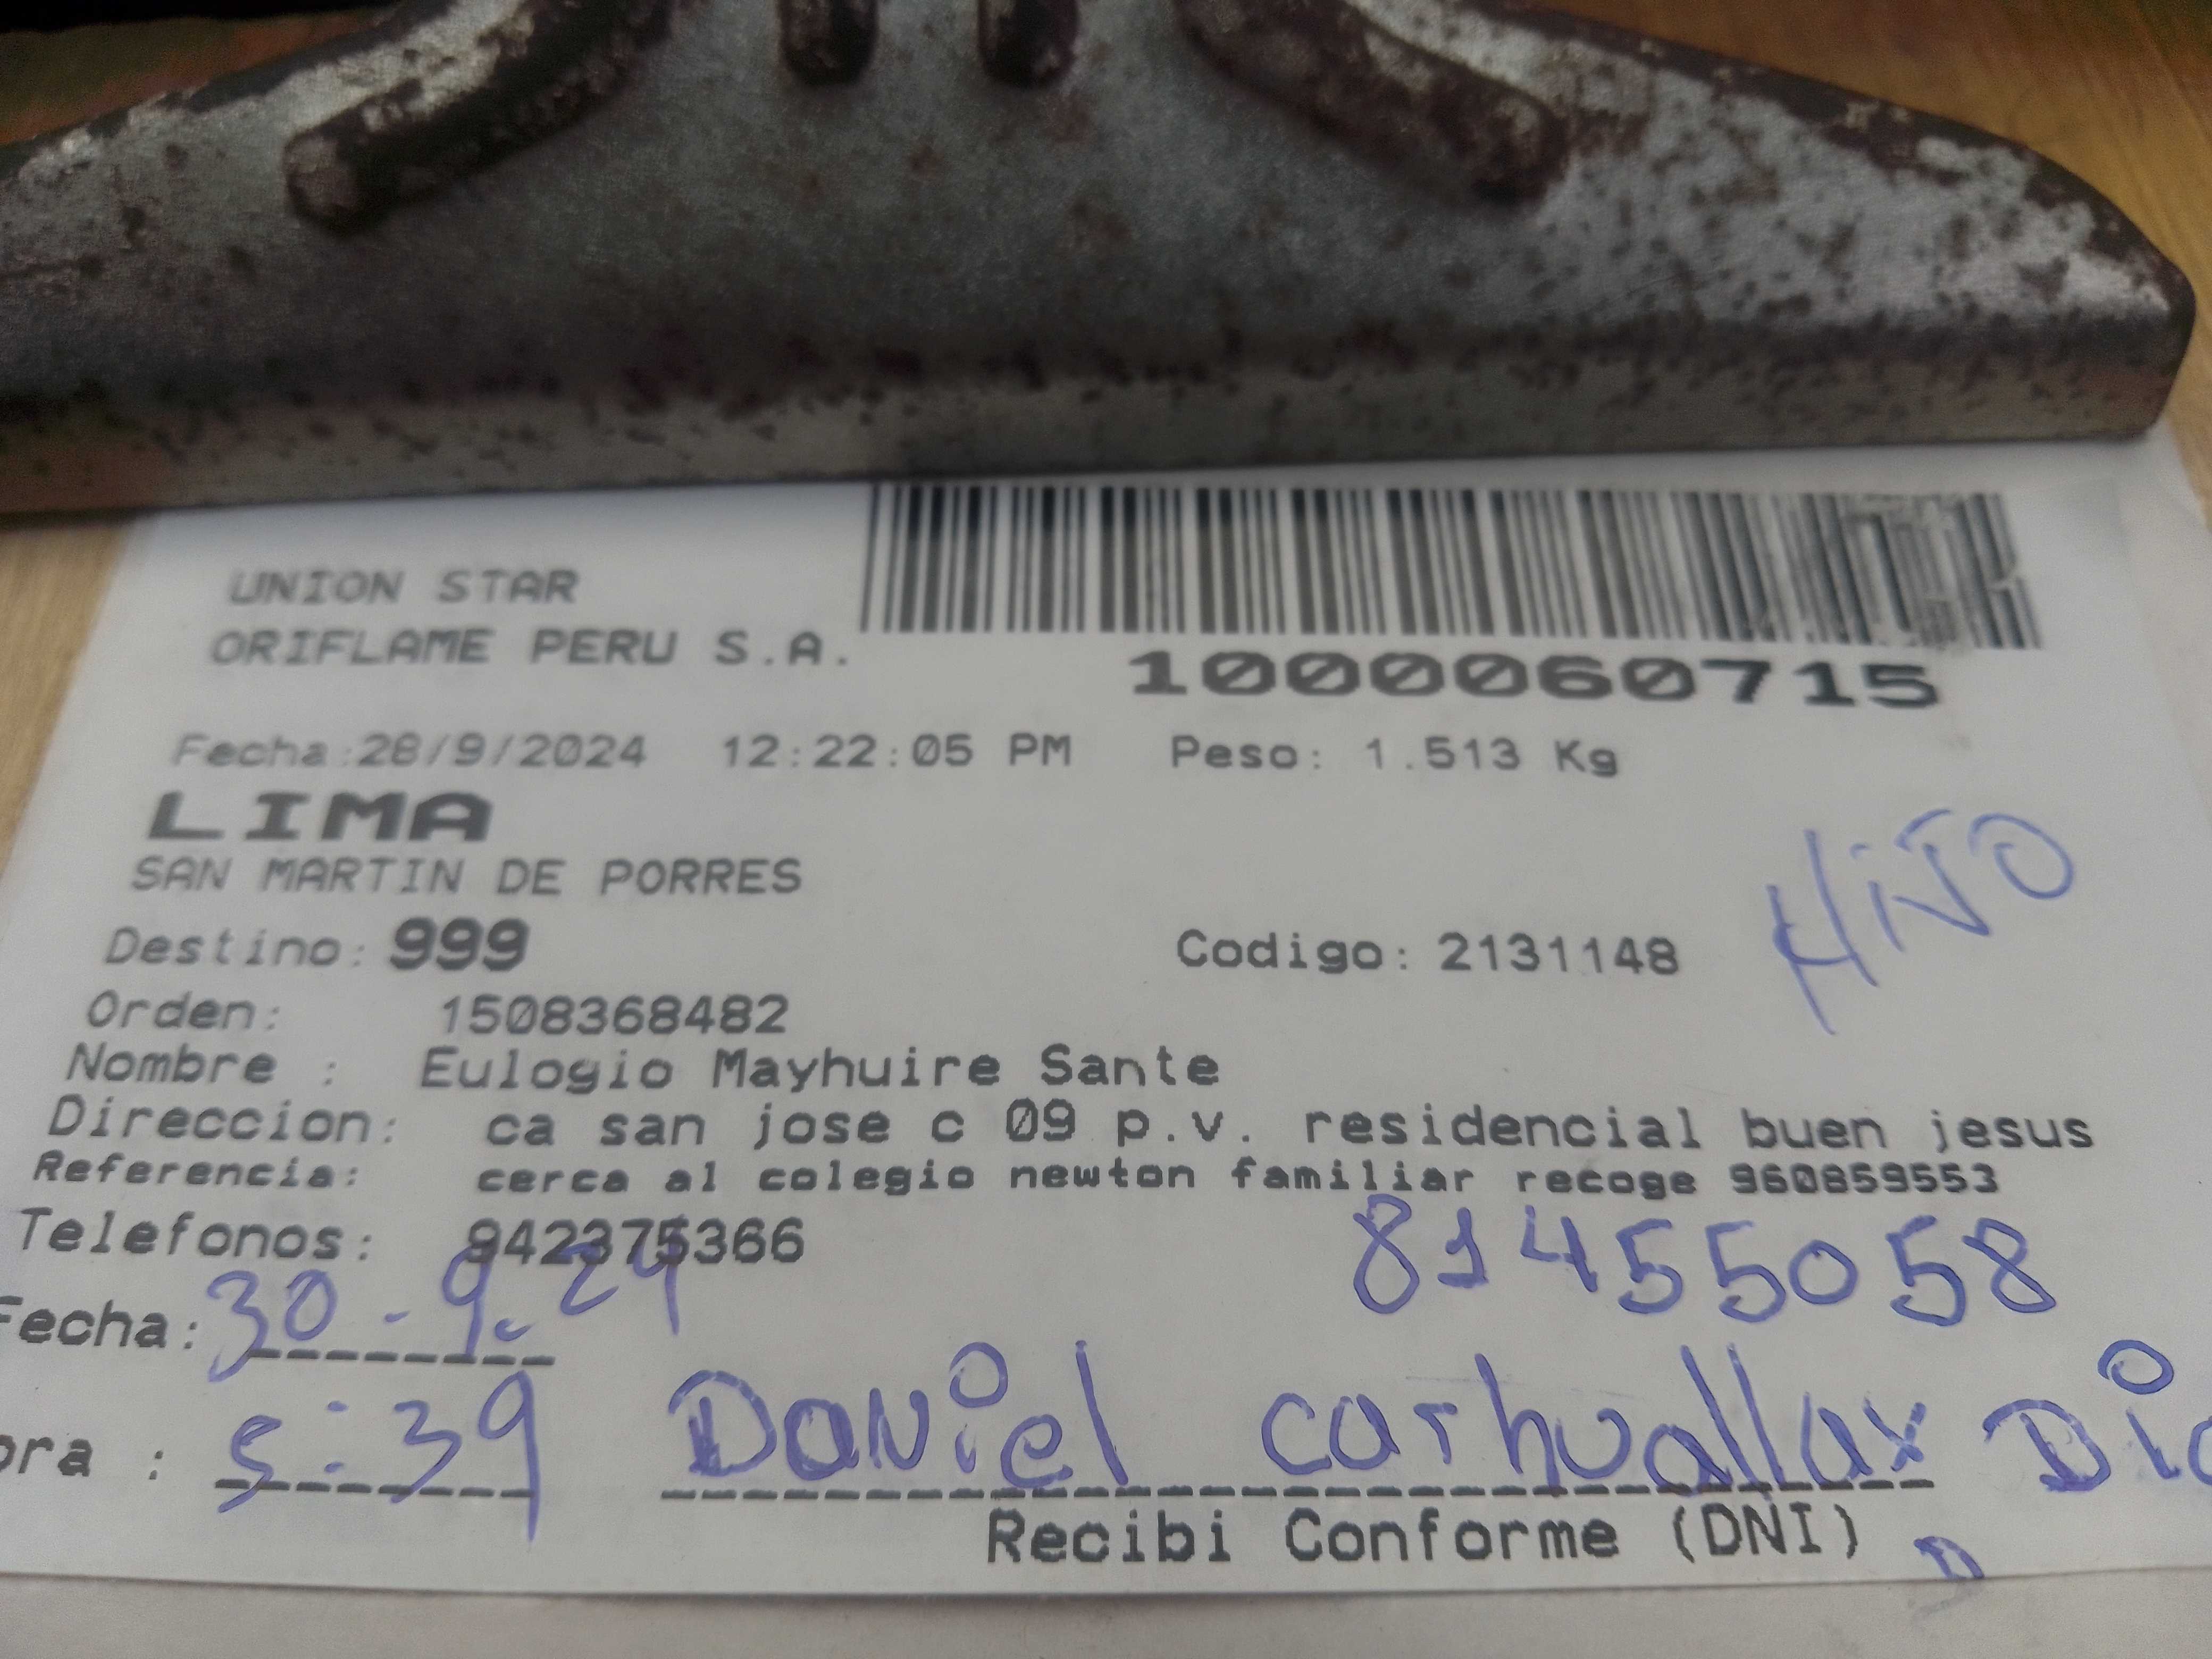 UNION STAR
ORIFLAME PERU S.A.
1000060715
Fecha:28/9/2024 12:22:05 PM Peso: 1.513 Kg
LIMA
SAN MARTIN DE PORRES
HiJO
Destino: 999 Codigo: 2131148
Orden: 1508368482
Nombre : Eulogio Mayhuire Sante
Direccion: ca san jose c 09 p.v. residencial buen jesus
Referencia: cerca al colegio newton familiar recoge 960859553
Telefonos: 942375366
81455058
Fecha: 30-9-24
ora : 5:39 Daniel carhuallax
Recibi Conforme (DNI)